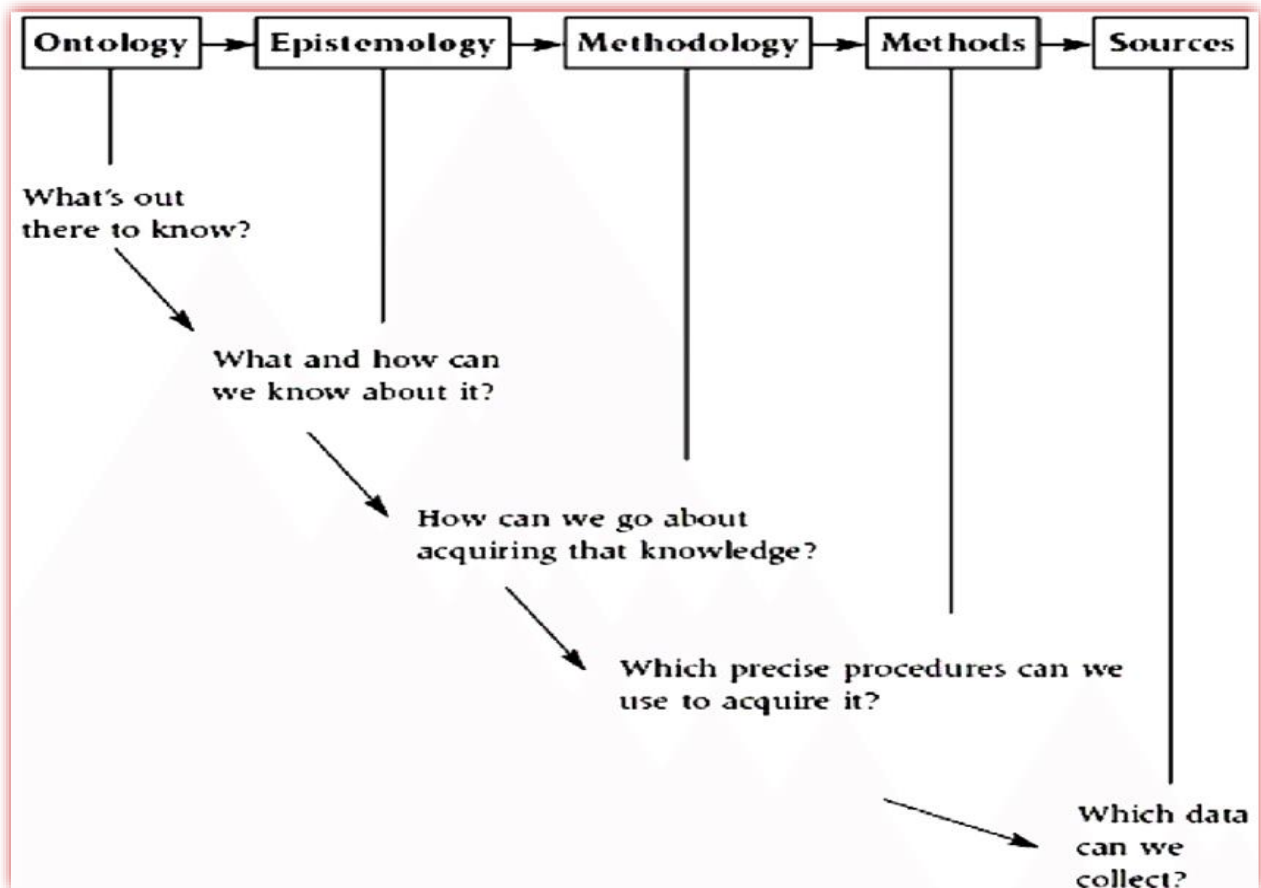 Ontology Epistemology Methodology Methods Sources
What's out
there to know?
What and how can
we know about it?
How can we go about
acquiring that knowledge?
Which precise procedures can we
use to acquire it?
Which data
can we
collect?